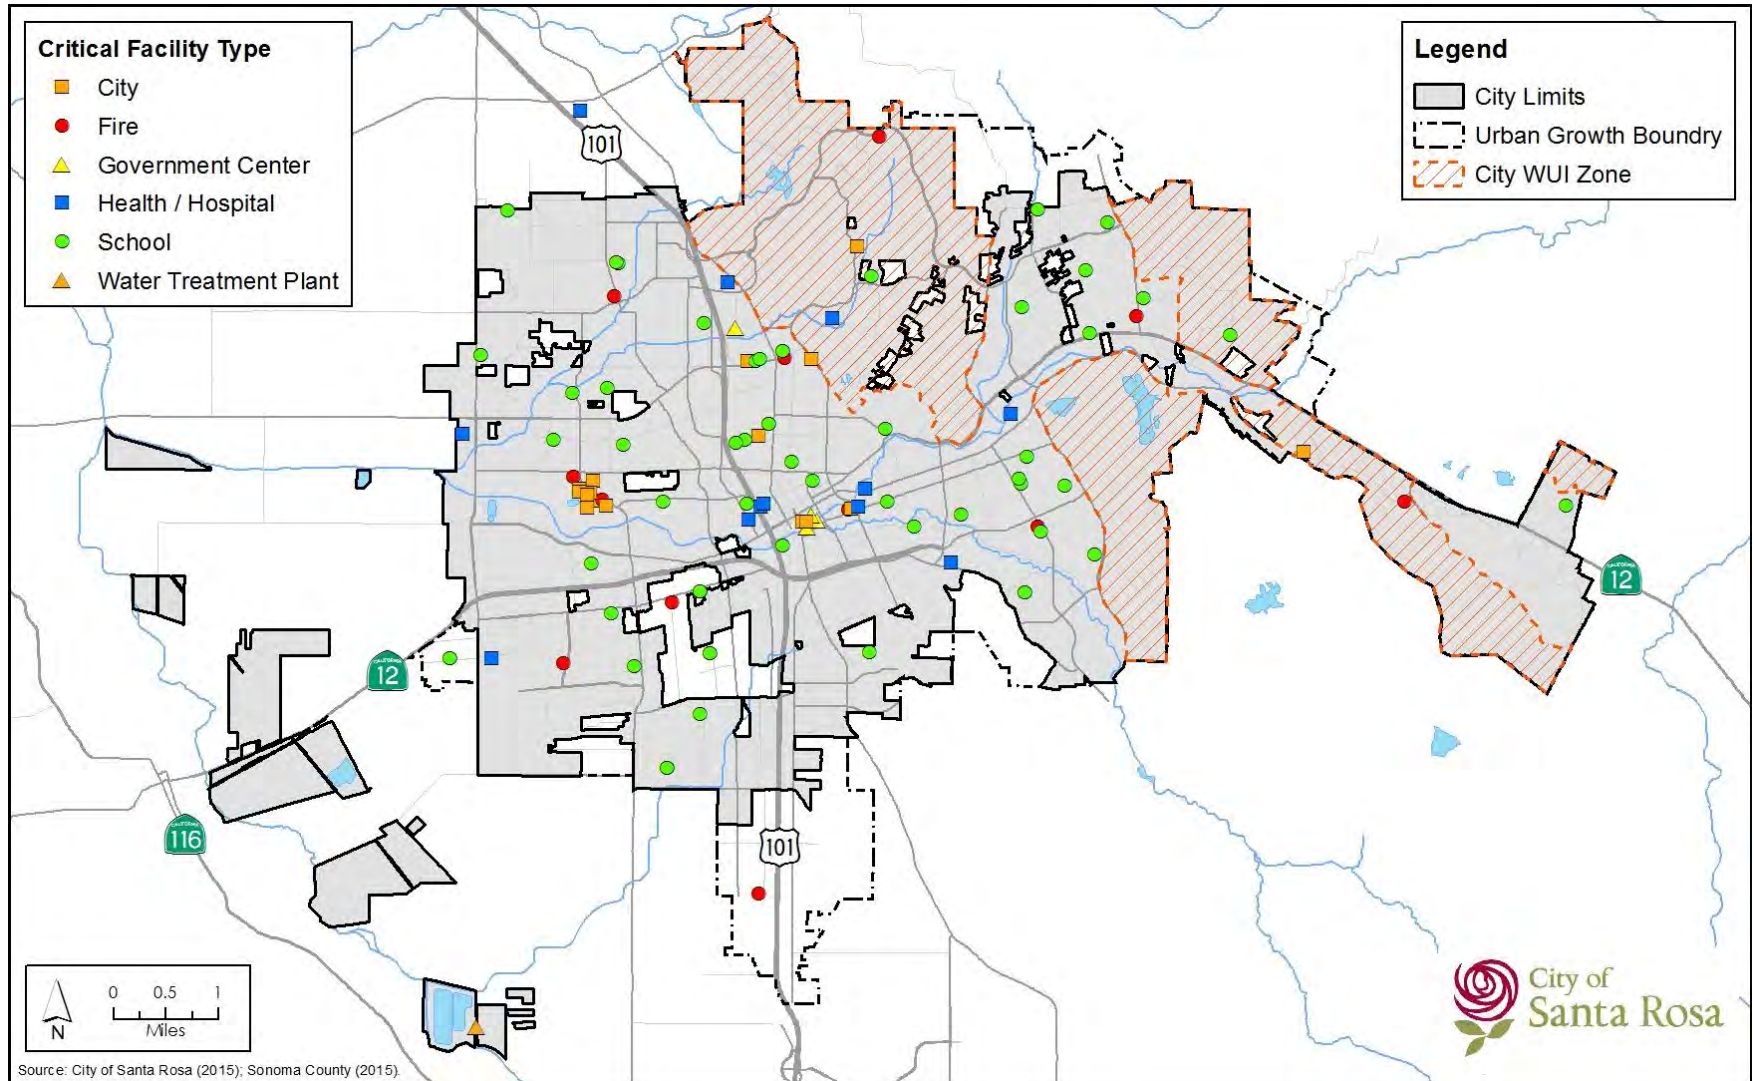 Critical Facility Type
City
Fire
Government Center
Health / Hospital
School
Water Treatment Plant
Legend
City Limits
Urban Growth Boundry
City WUI Zone
101
12
CALIFORNIA
12
CALIFORNIA
116
101
0 0.5 1
Miles
N
City of
Santa Rosa
Source: City of Santa Rosa (2015); Sonoma County (2015).